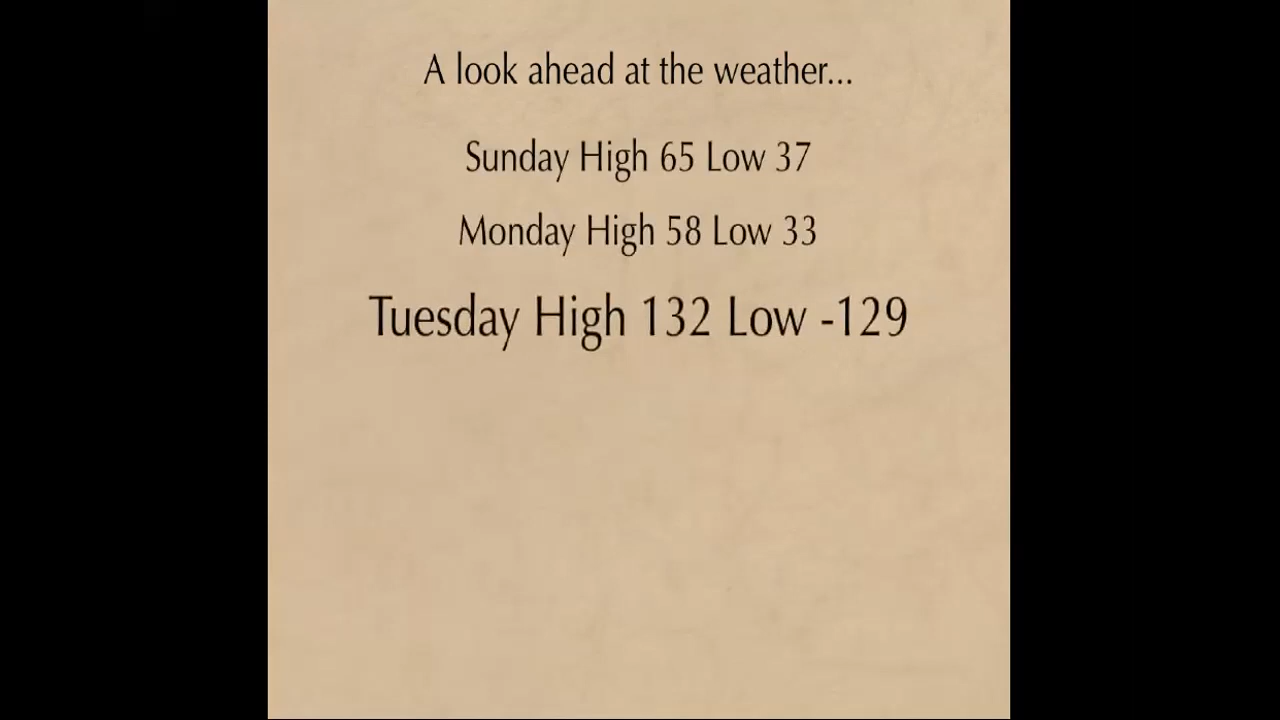 A look ahead at the weather...
Sunday High 65 Low 37
Monday High 58 Low 33
Tuesday High 132 Low -129